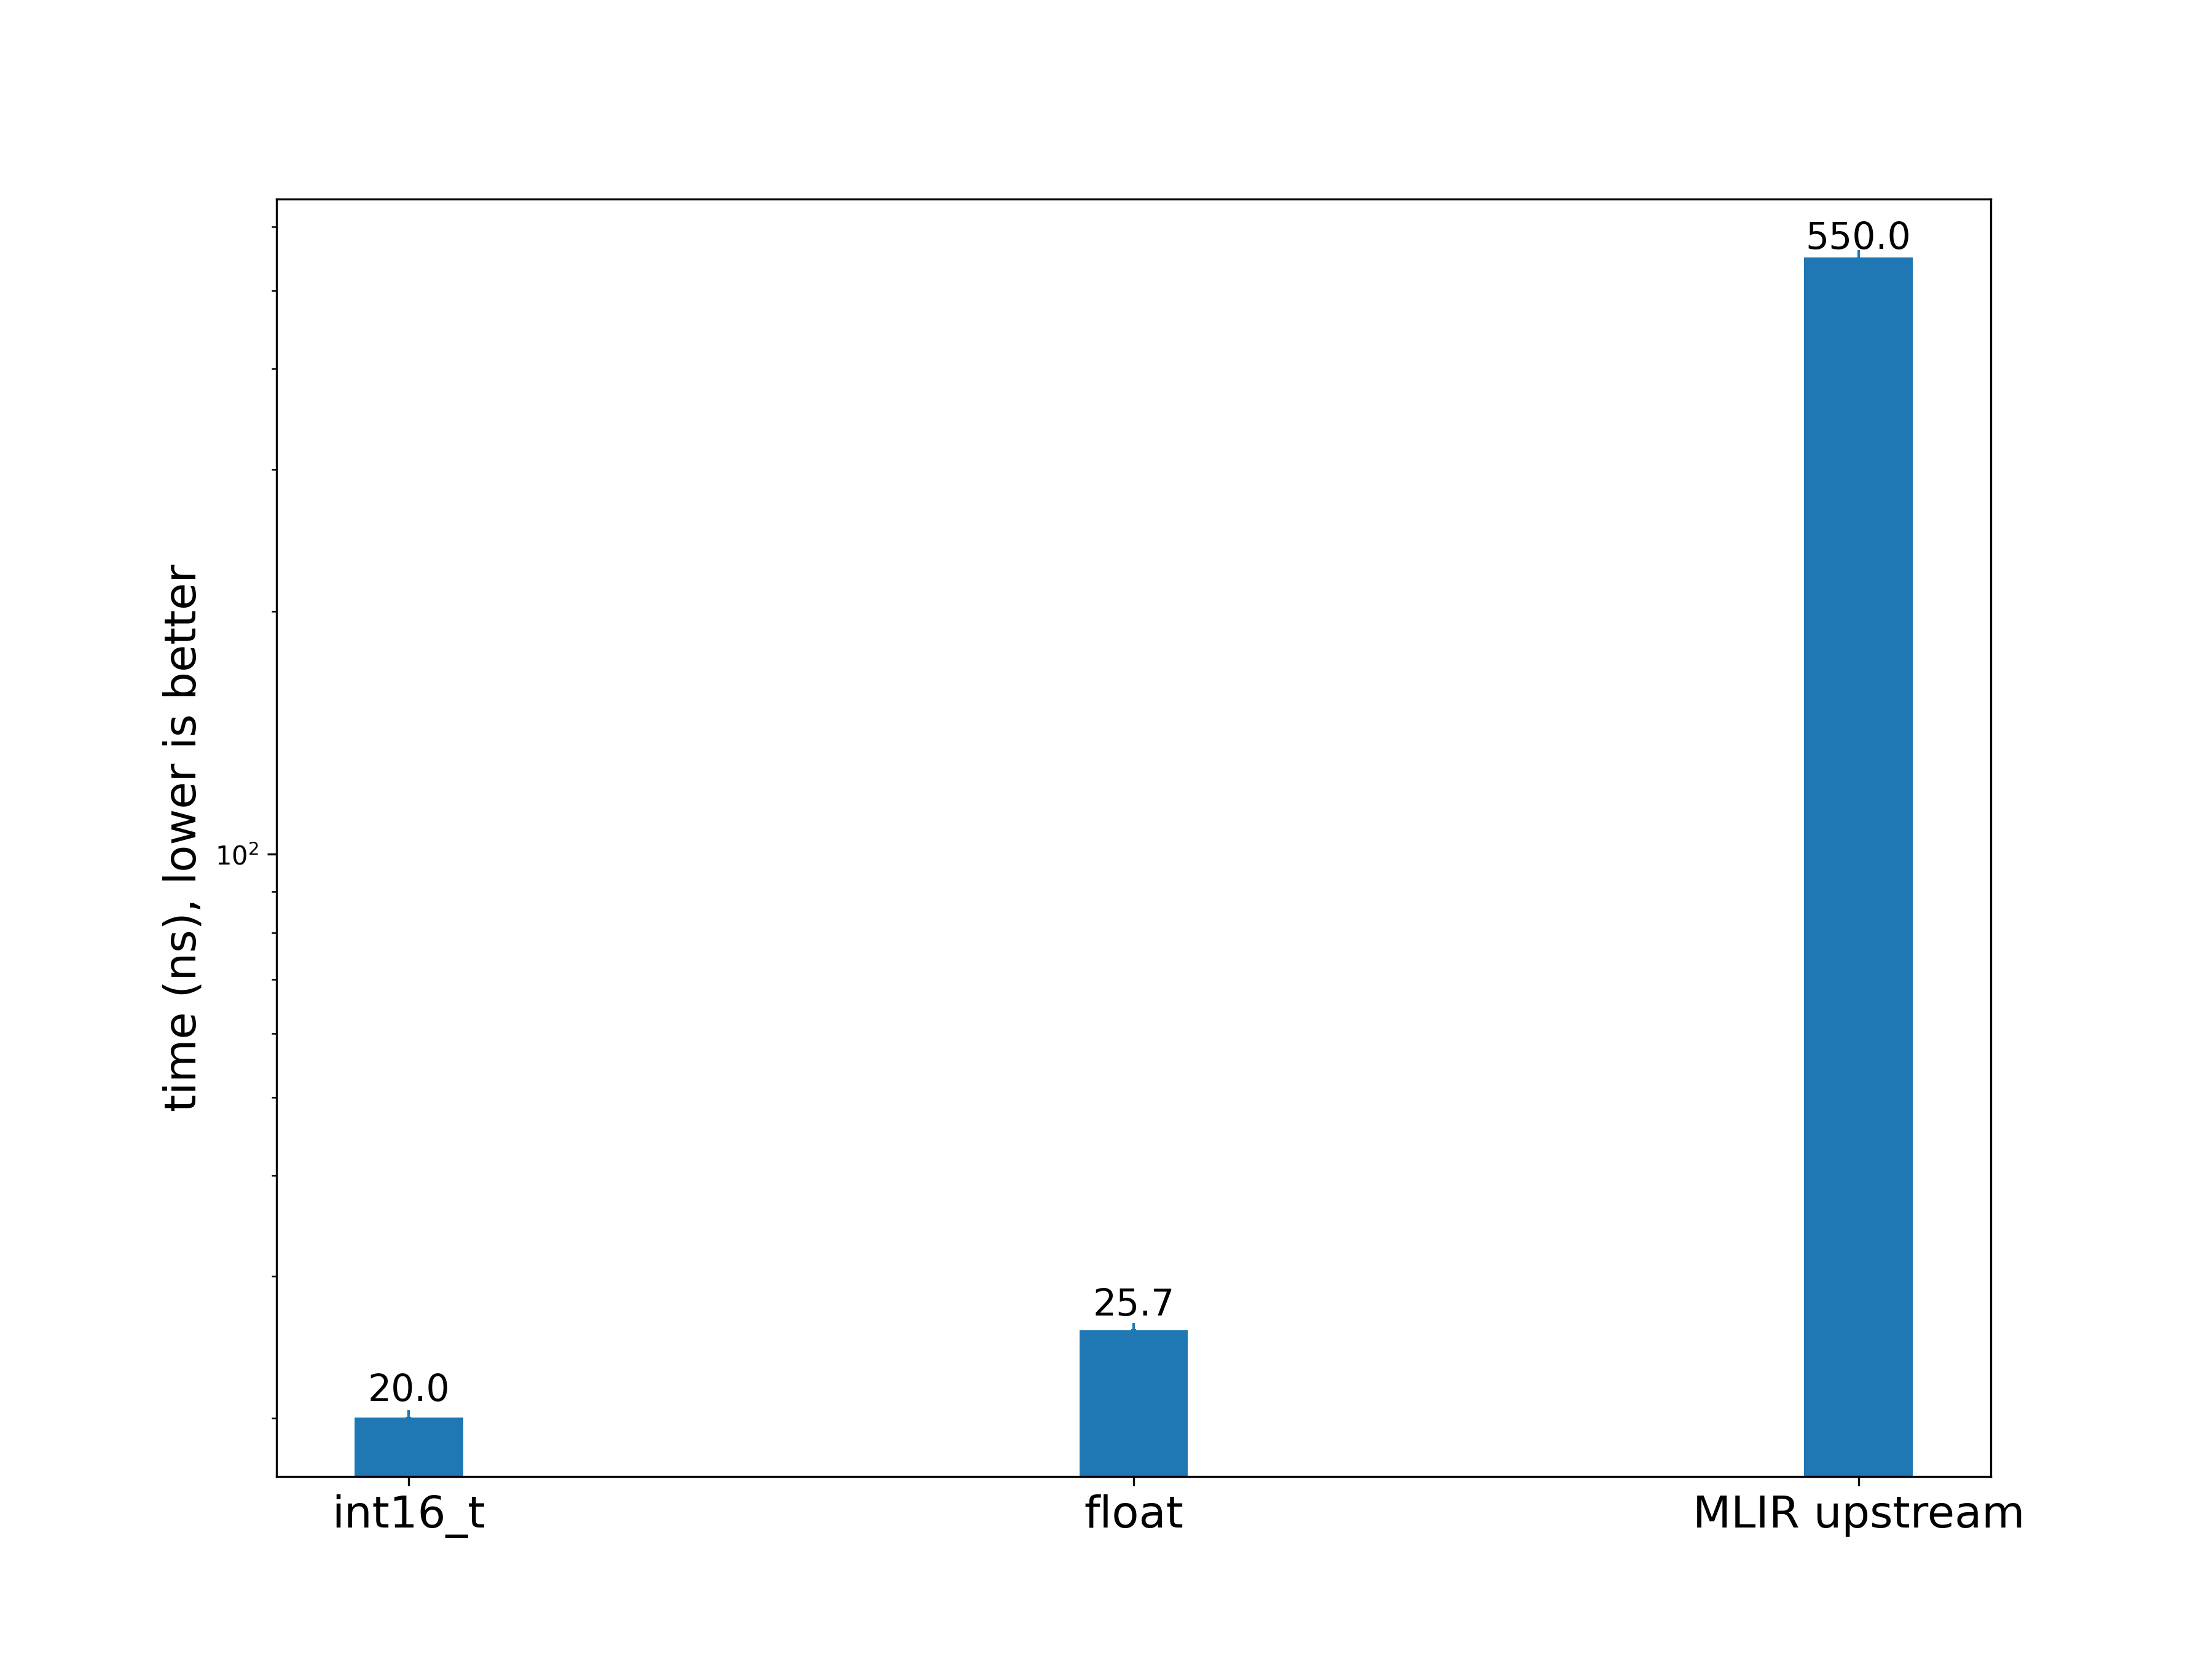 time (ns), lower is better
10²
550.0
25.7
20.0
int16_t
float
MLIR upstream